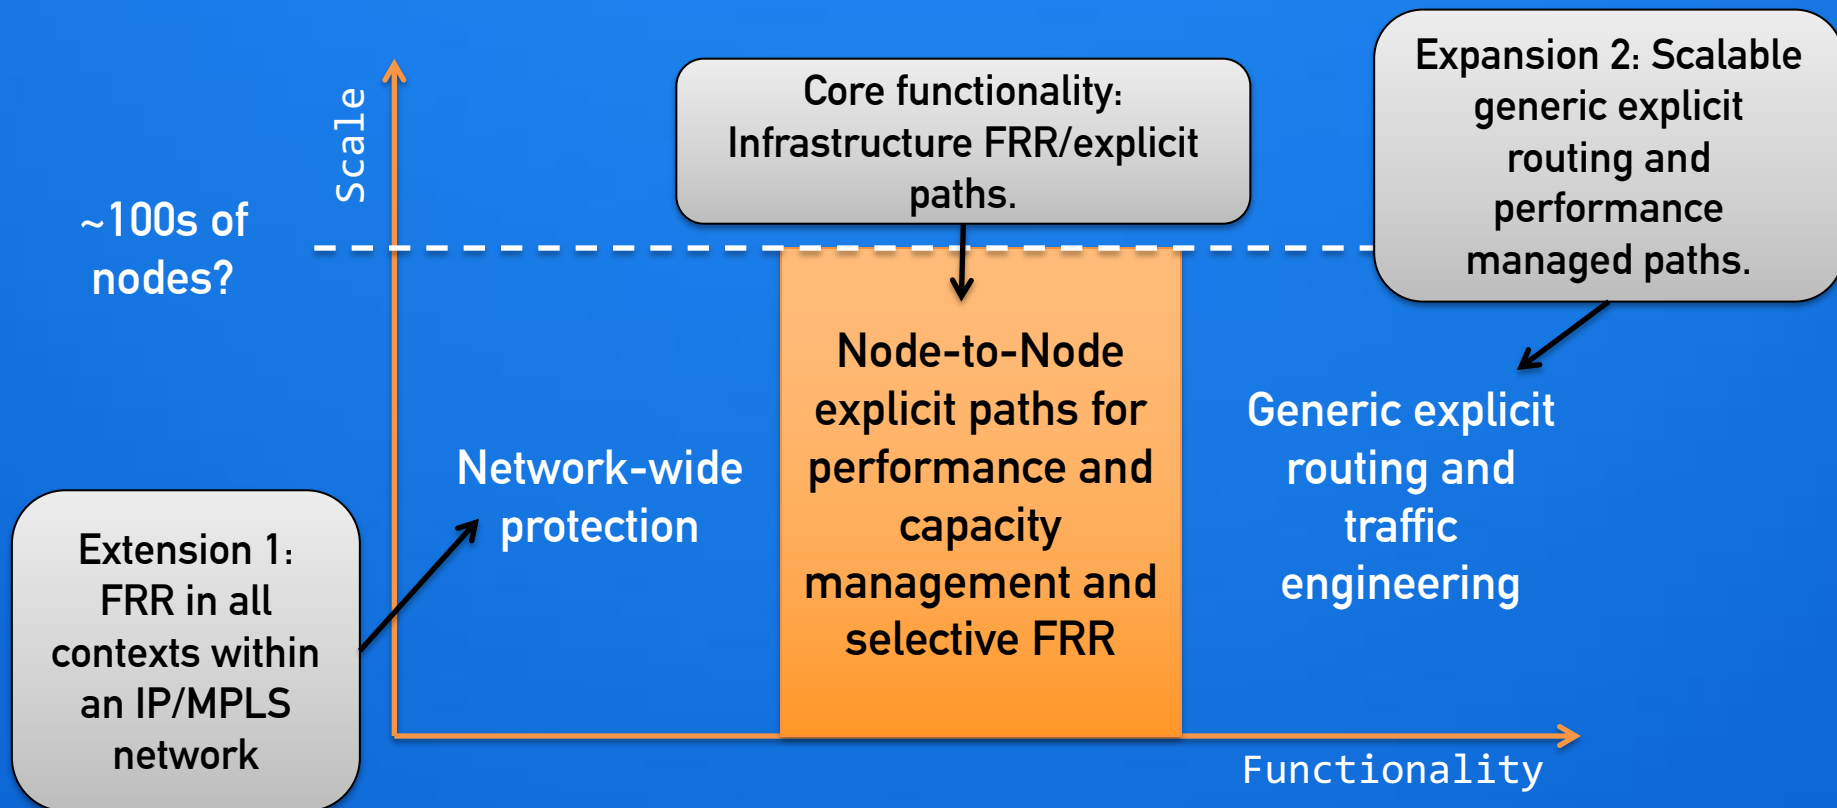 Scale
~100s of
nodes?
Core functionality:
Infrastructure FRR/explicit
paths.
Expansion 2: Scalable
generic explicit
routing and
performance
managed paths.
Extension 1:
FRR in all
contexts within
an IP/MPLS
network
Network-wide
protection
Node-to-Node
explicit paths for
performance and
capacity
management and
selective FRR
Generic explicit
routing and
traffic
engineering
Functionality